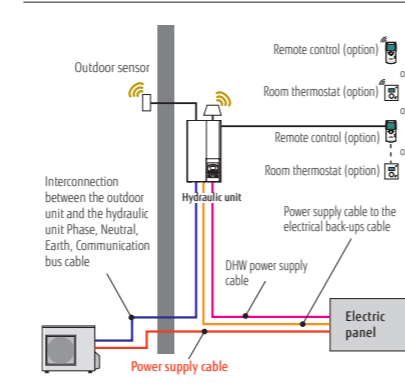 Remote control (option)
o
Outdoor sensor
Room thermostat (option)
o
Remote control (option)
o
Room thermostat (option)
Hydraulic unit
Interconnection
between the outdoor
unit and the hydraulic
unit Phase, Neutral,
Earth, Communication
bus cable
Power supply cable to the
electrical back-ups cable
DHW power supply
cable
Electric
panel
Power supply cable